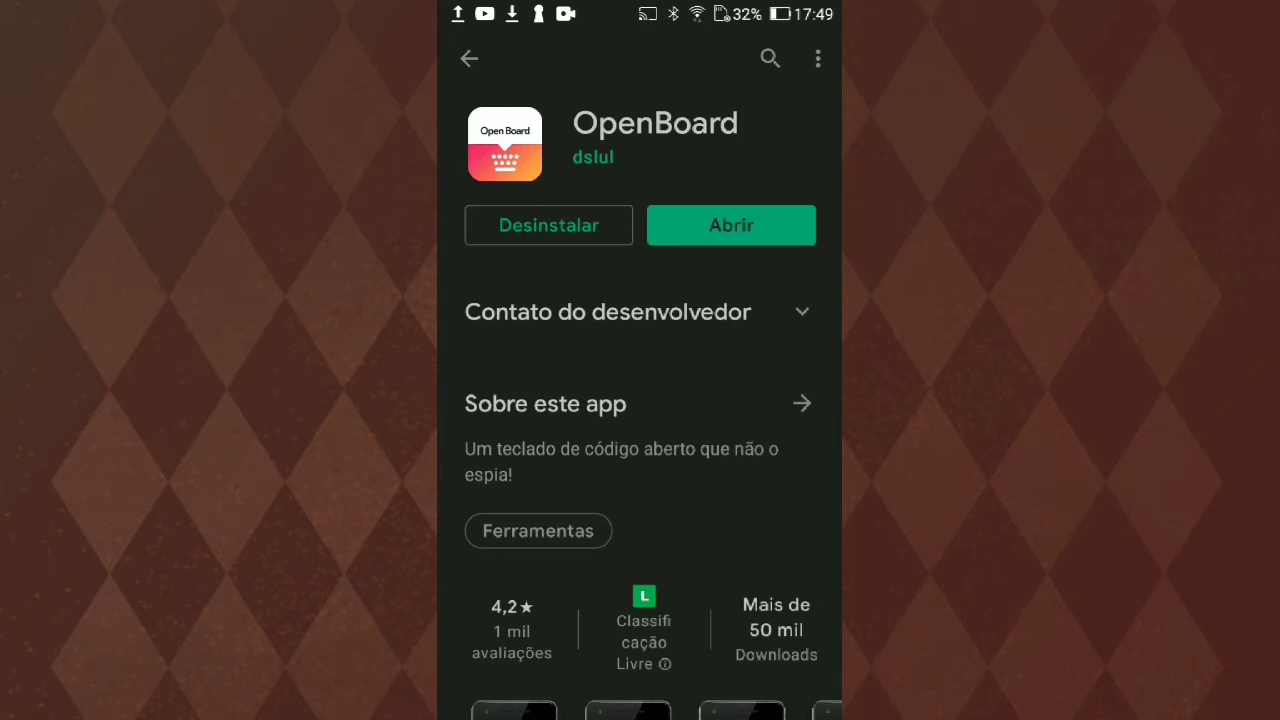 32% 17:49
Open Board
OpenBoard
dslul
Desinstalar
Abrir
Contato do desenvolvedor
Sobre este app
Um teclado de código aberto que não o
espia!
Ferramentas
4,2★
1 mil
avaliações
L
Classifi
cação
Livre
Mais de
50 mil
Downloads